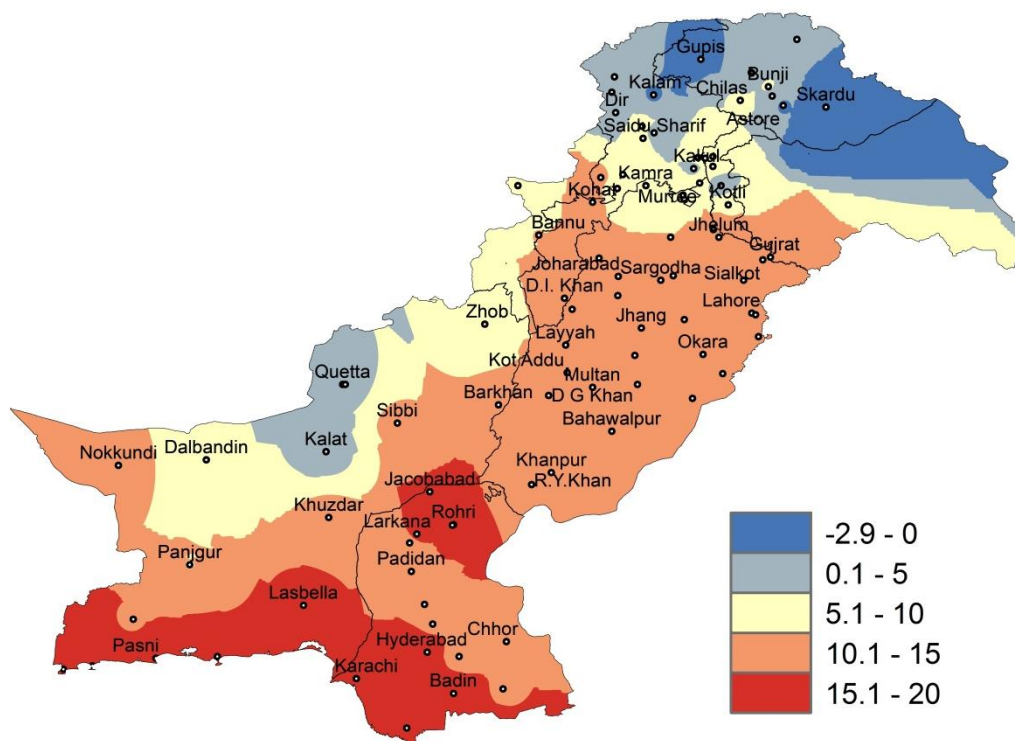 Gupis
Bunji
Kalam
Chilas
Skardu
Dir
Astore
Saidu Sharif
Kakul
Kamra
Kohat
Murree
Kotli
Bannu
Jhelum
Gujrat
Joharabad
Sargodha
Sialkot
D.I. Khan
Lahore
Zhob
Jhang
Layyah
Okara
Kot Addu
Quetta
Multan
Barkhan
D G Khan
Sibbi
Bahawalpur
Kalat
Dalbandin
Nokkundi
Khanpur
Jacobabad
R.Y.Khan
Khuzdar
Rohri
Larkana
Panjgur
Padidan
Lasbella
Chhor
Hyderabad
Pasni
Karachi
Badin
-2.9 - 0
0.1 - 5
5.1 - 10
10.1 - 15
15.1 - 20